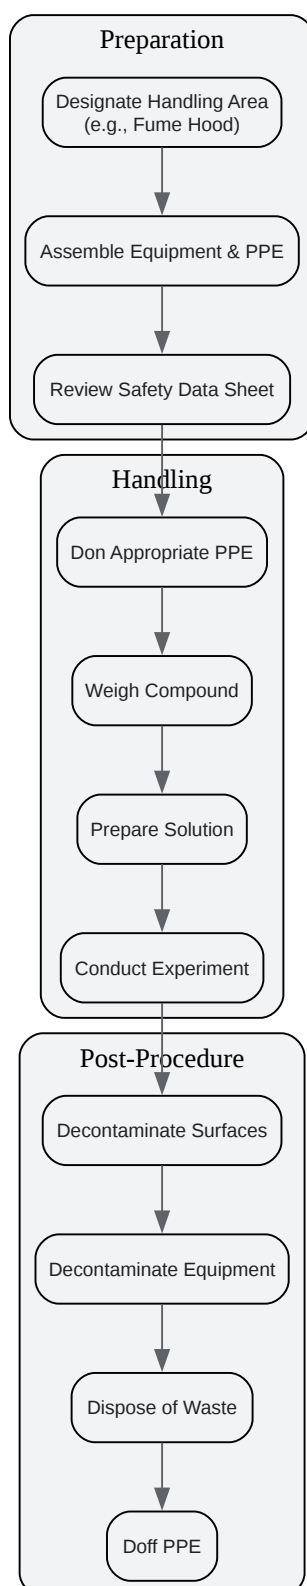 Preparation
Designate Handling Area
(e.g., Fume Hood)
Assemble Equipment & PPE
Review Safety Data Sheet
Handling
Don Appropriate PPE
Weigh Compound
Prepare Solution
Conduct Experiment
Post-Procedure
Decontaminate Surfaces
Decontaminate Equipment
Dispose of Waste
Doff PPE